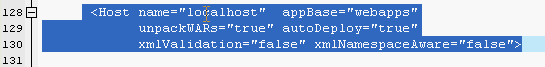 128 <Host name="localhost"  appBase="webapps"
129 unpackWARs="true" autoDeploy="true"
130 xmlValidation="false" xmlNamespaceAware="false">
131